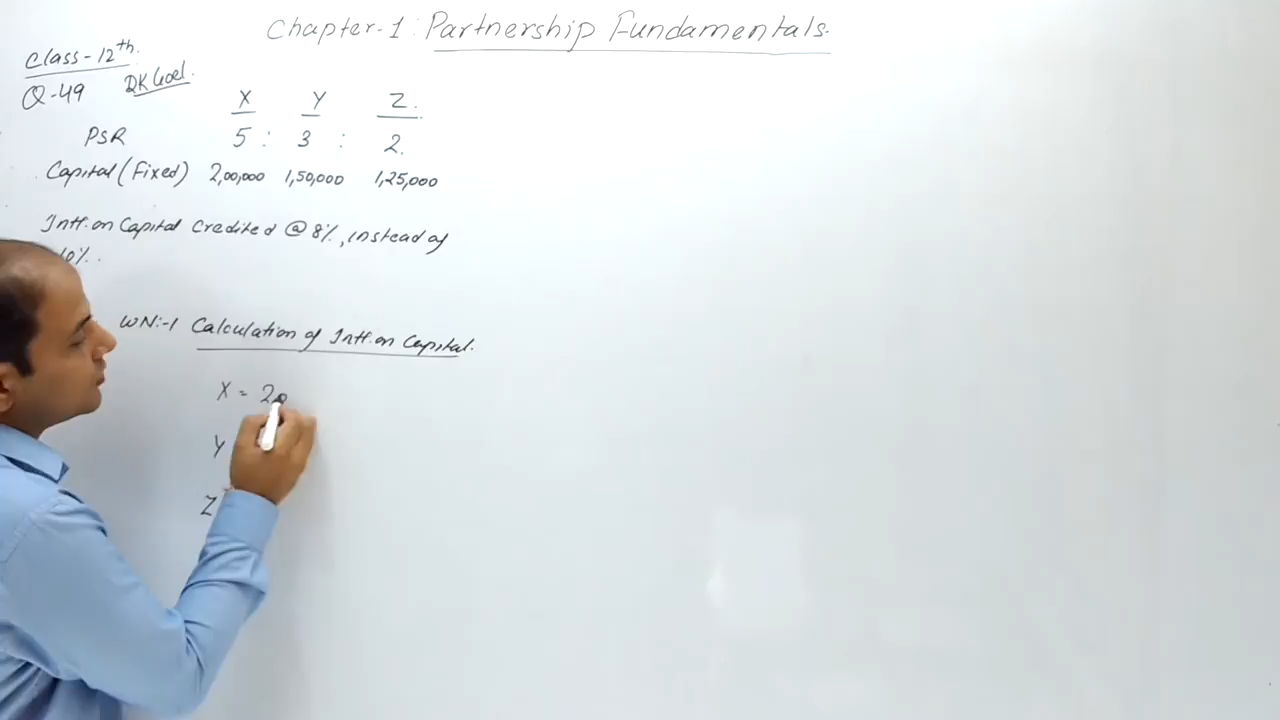 Chapter-1: Partnership Fundamentals.
Class-12th.
Q-49 DK Goel.
X Y Z.
PSR 5 : 3 : 2.
Capital (Fixed) 2,00,000 1,50,000 1,25,000
Intt. on Capital Credited @ 8%, instead of
10%.
WN:-1 Calculation of Intt. on Capital.
X = 20
Y
Z